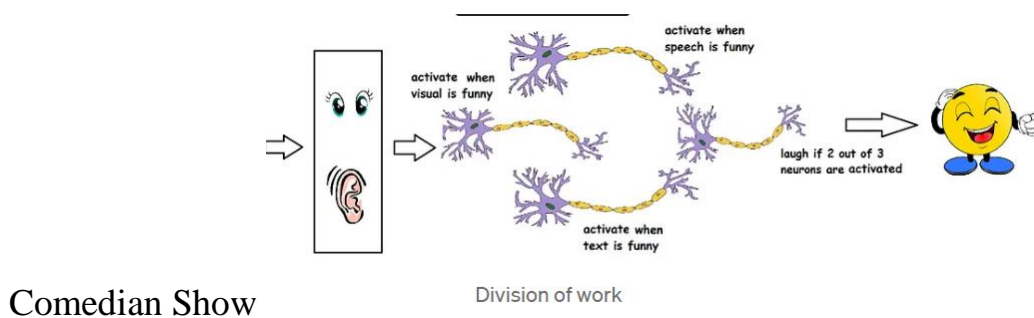 activate when
speech is funny
activate when
visual is funny
laugh if 2 out of 3
neurons are activated
activate when
text is funny
Comedian Show
Division of work